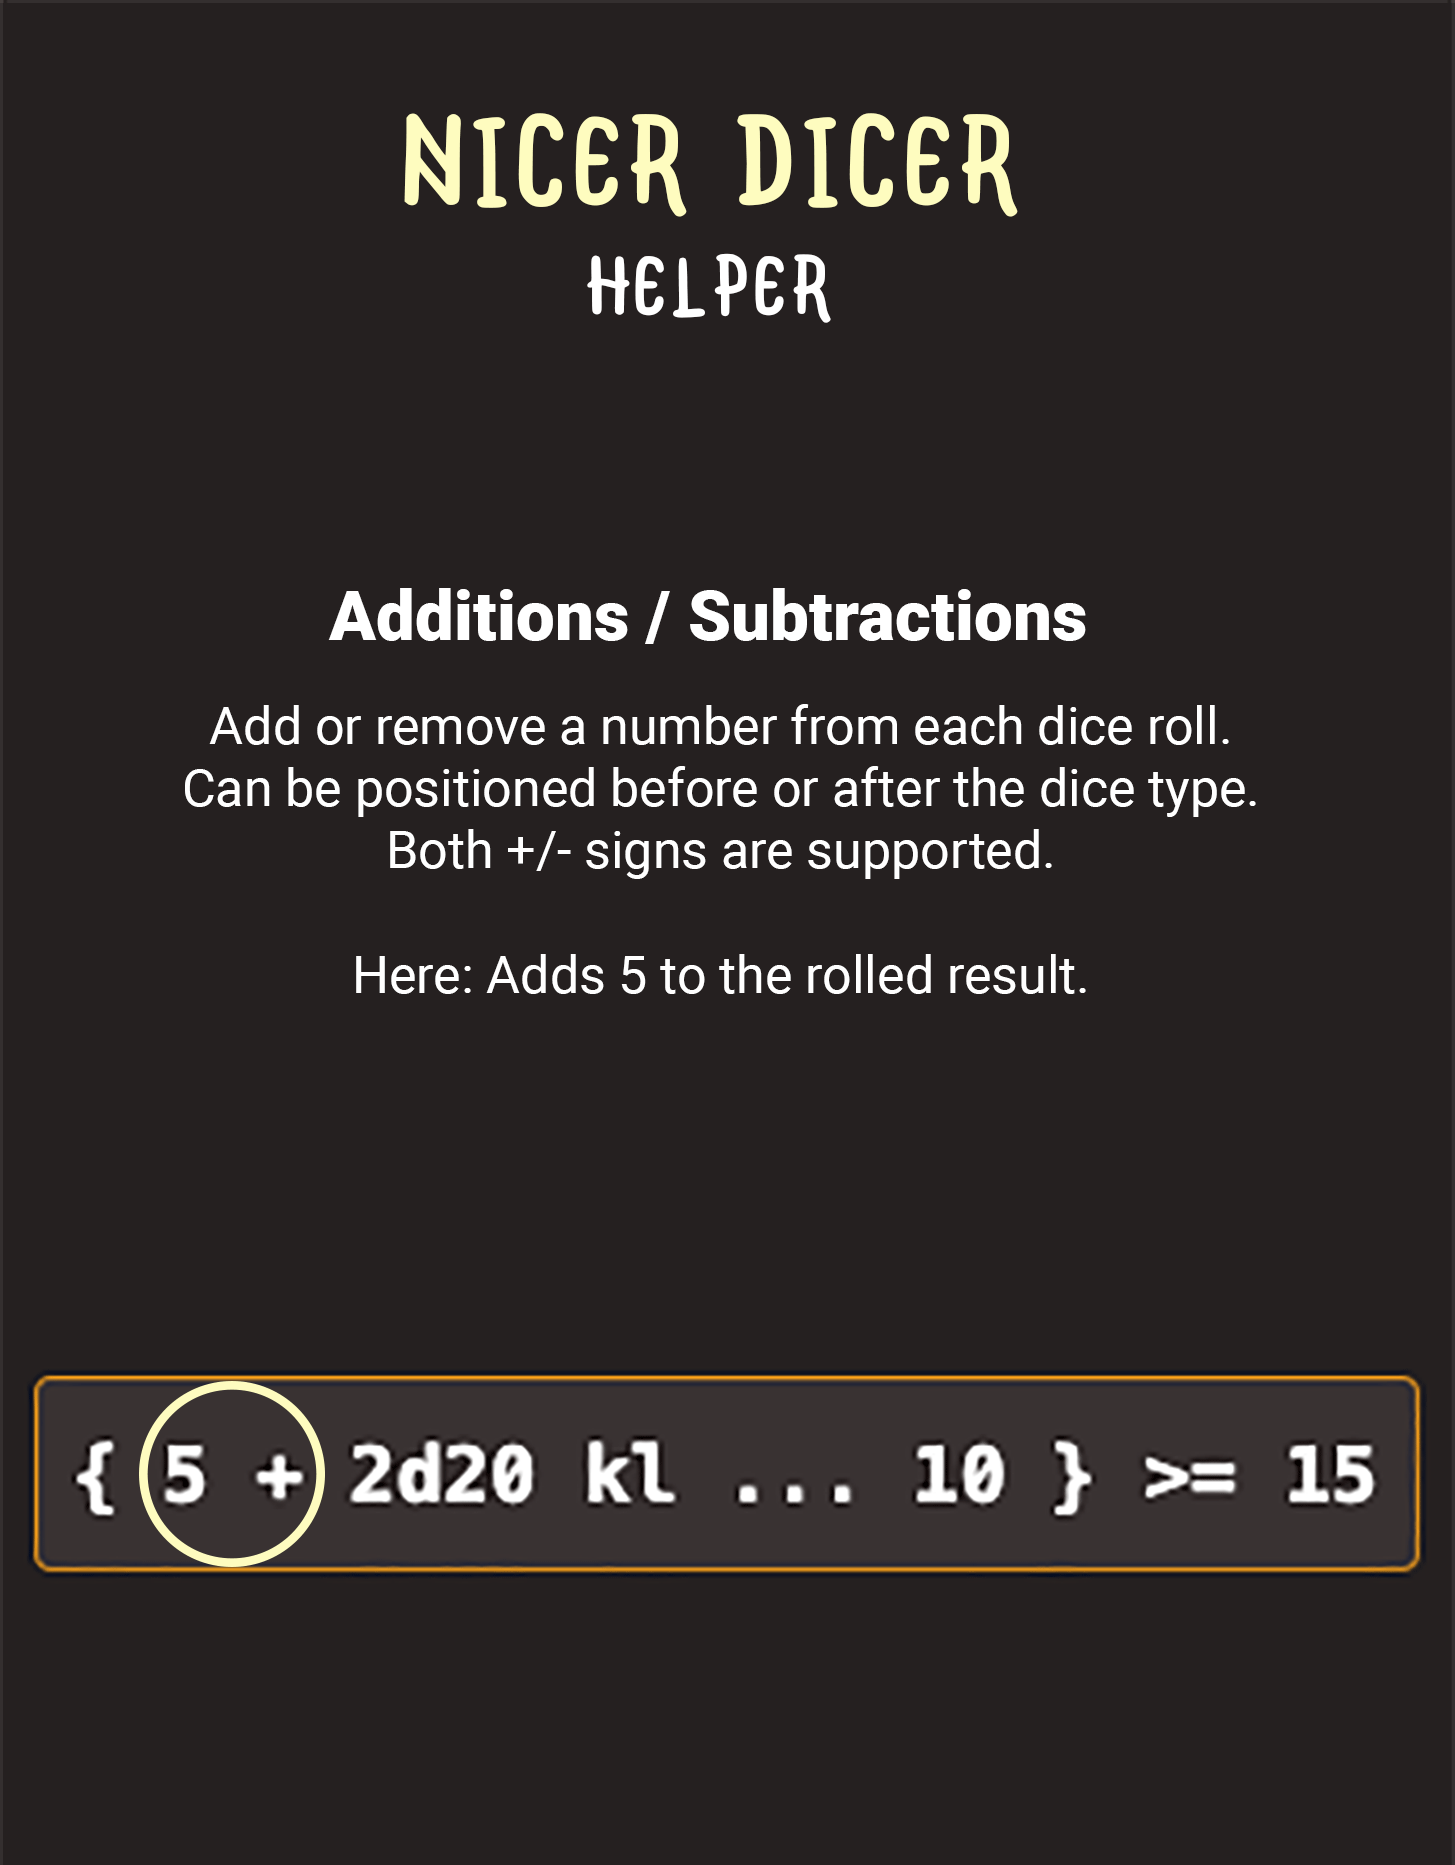 NICER DICER
HELPER
Additions / Subtractions
Add or remove a number from each dice roll.
Can be positioned before or after the dice type.
Both +/- signs are supported.
Here: Adds 5 to the rolled result.
{ 5 + 2d20 kl ... 10 } >= 15